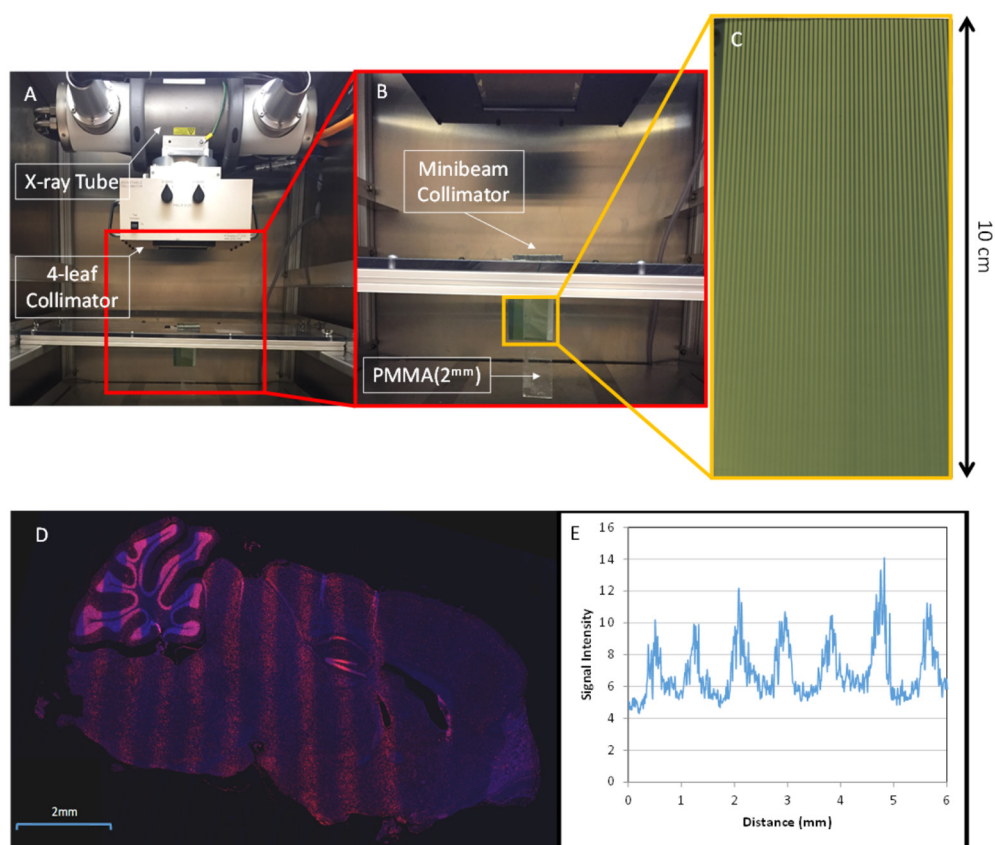 A
X-ray Tube
4-leaf
Collimator
B
Minibeam
Collimator
PMMA(2mm)
C
10 cm
D
2mm
E
16
14
12
10
8
6
4
2
0
Signal Intensity
0 1 2 3 4 5 6
Distance (mm)